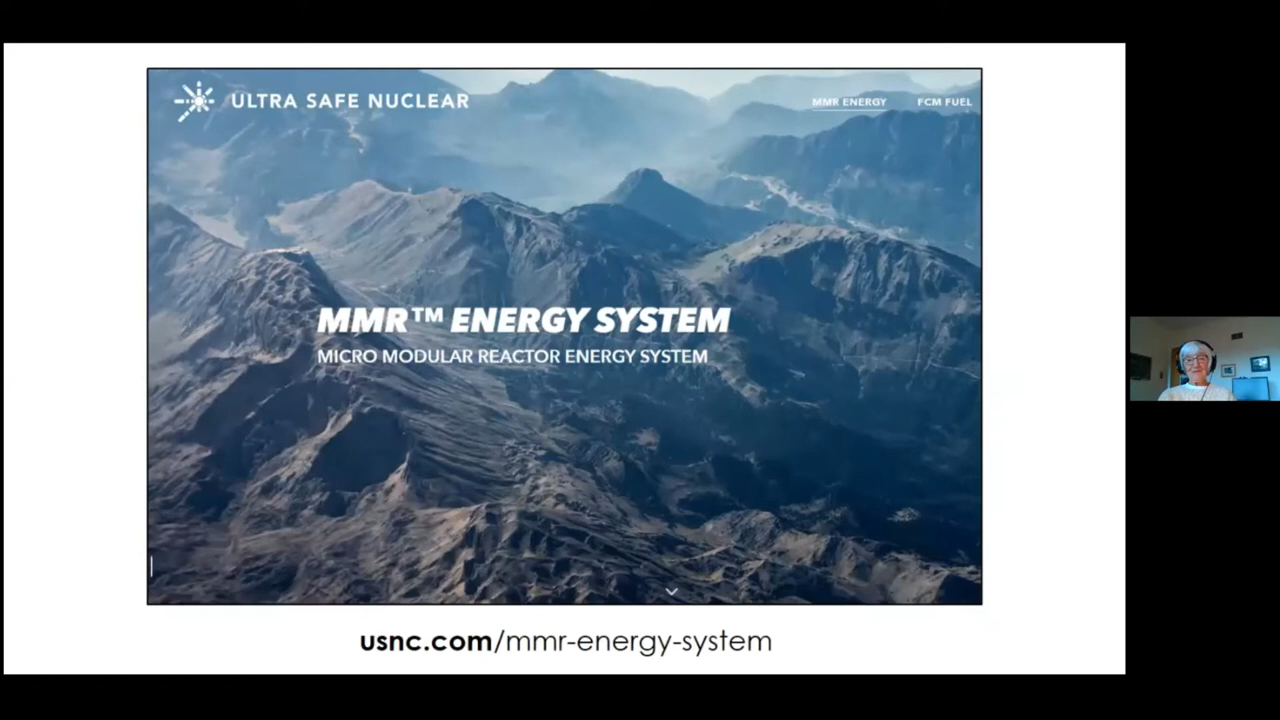 ULTRA SAFE NUCLEAR
MMR ENERGY
FCM FUEL
MMR™ ENERGY SYSTEM
MICRO MODULAR REACTOR ENERGY SYSTEM
usnc.com/mmr-energy-system